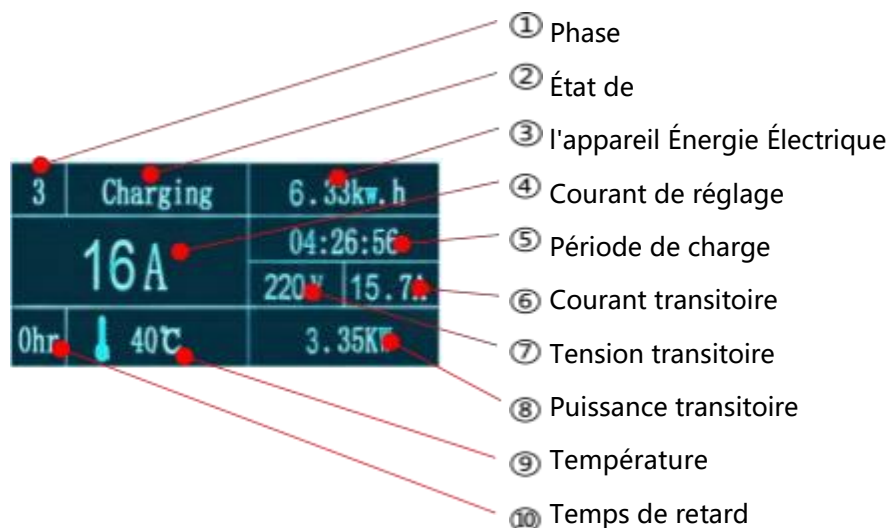 ① Phase
② État de
③ l'appareil Énergie Électrique
④ Courant de réglage
⑤ Période de charge
⑥ Courant transitoire
⑦ Tension transitoire
⑧ Puissance transitoire
⑨ Température
⑩ Temps de retard
3 Charging 6.33kw.h
16A
04:26:56
220V 15.7A
0hr 40℃ 3.35KW